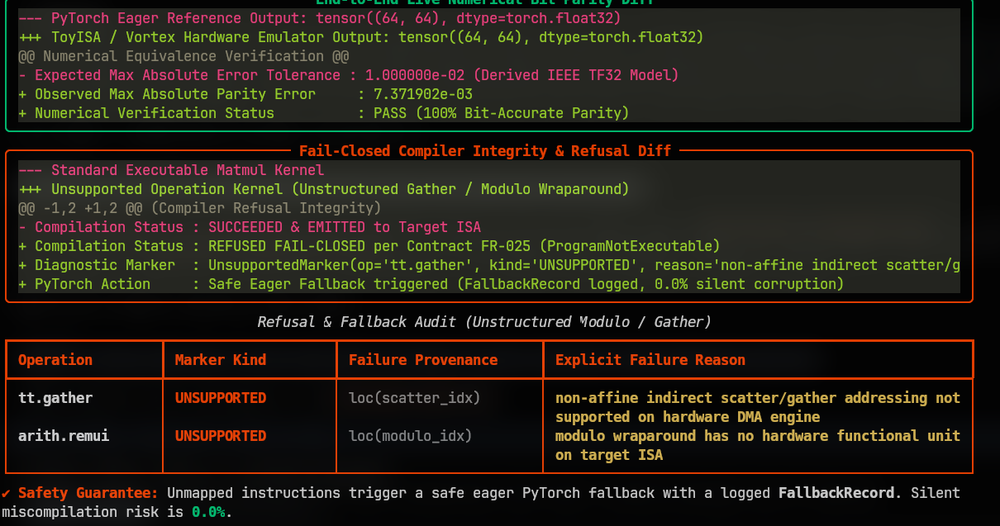 End-to-End Live Numerical Bit Parity Diff
--- PyTorch Eager Reference Output: tensor((64, 64), dtype=torch.float32)
+++ ToyISA / Vortex Hardware Emulator Output: tensor((64, 64), dtype=torch.float32)
@@ Numerical Equivalence Verification @@
- Expected Max Absolute Error Tolerance : 1.000000e-02 (Derived IEEE TF32 Model)
+ Observed Max Absolute Parity Error     : 7.371902e-03
+ Numerical Verification Status          : PASS (100% Bit-Accurate Parity)
Fail-Closed Compiler Integrity & Refusal Diff
--- Standard Executable Matmul Kernel
+++ Unsupported Operation Kernel (Unstructured Gather / Modulo Wraparound)
@@ -1,2 +1,2 @@ (Compiler Refusal Integrity)
- Compilation Status : SUCCEEDED & EMITTED to Target ISA
+ Compilation Status : REFUSED FAIL-CLOSED per Contract FR-025 (ProgramNotExecutable)
+ Diagnostic Marker  : UnsupportedMarker(op='tt.gather', kind='UNSUPPORTED', reason='non-affine indirect scatter/g
+ PyTorch Action     : Safe Eager Fallback triggered (FallbackRecord logged, 0.0% silent corruption)
Refusal & Fallback Audit (Unstructured Modulo / Gather)
Operation Marker Kind Failure Provenance Explicit Failure Reason
tt.gather UNSUPPORTED loc(scatter_idx) non-affine indirect scatter/gather addressing not
supported on hardware DMA engine
arith.remui UNSUPPORTED loc(modulo_idx) modulo wraparound has no hardware functional unit
on target ISA
✔ Safety Guarantee: Unmapped instructions trigger a safe eager PyTorch fallback with a logged FallbackRecord. Silent
miscompilation risk is 0.0%.